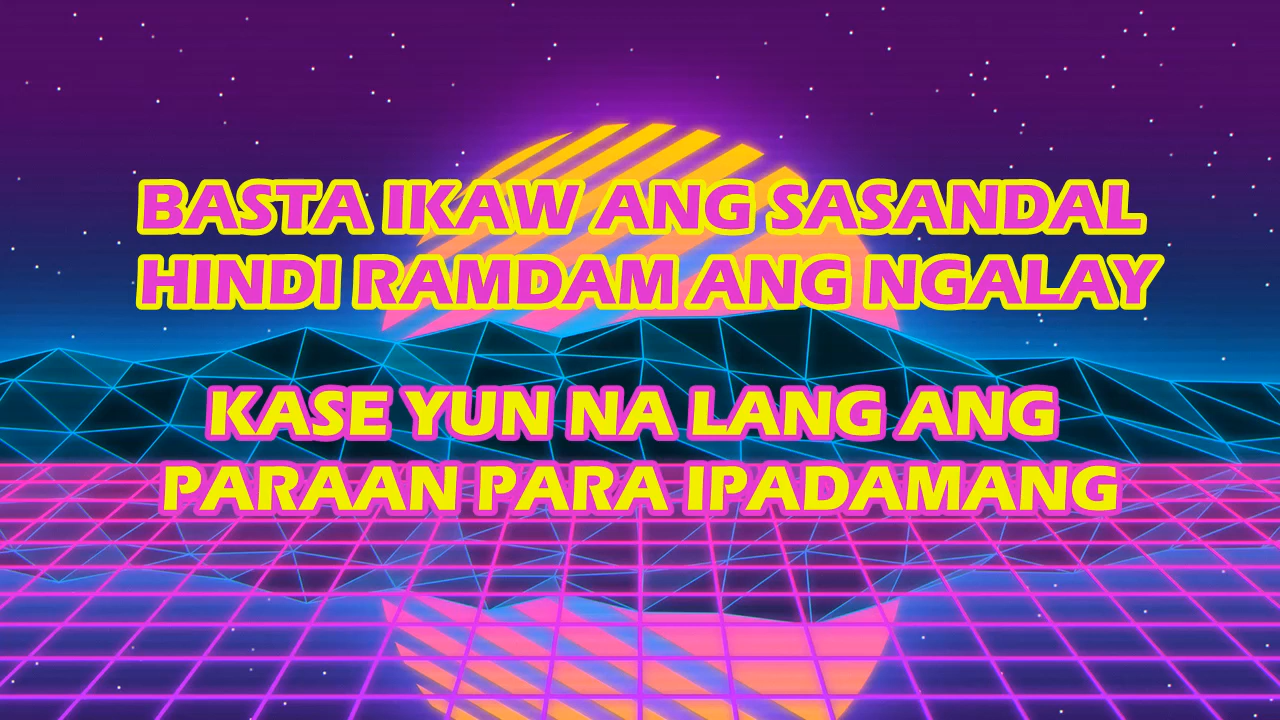 BASTA IKAW ANG SASANDAL
HINDI RAMDAM ANG NGALAY
KASE YUN NA LANG ANG
PARAAN PARA IPADAMANG